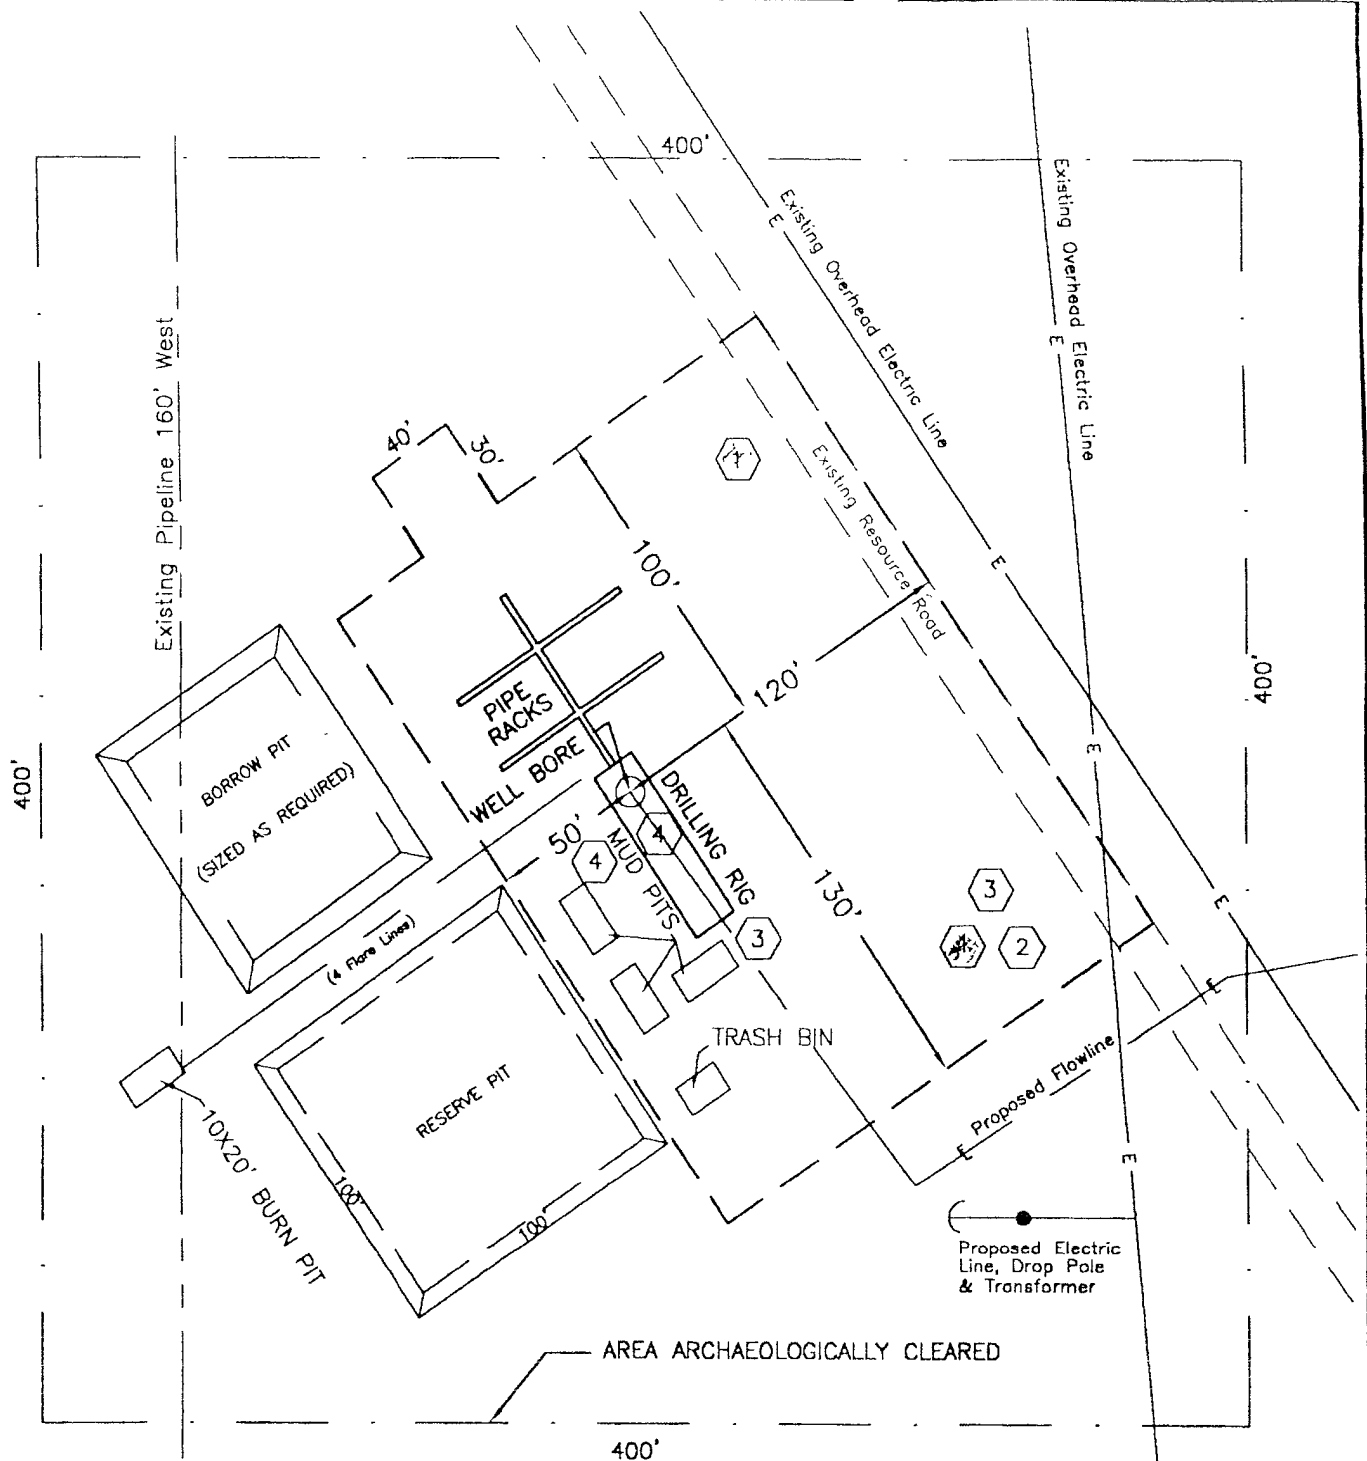 400'
Existing Overhead Electric Line
E
Existing Overhead Electric Line
E
Existing Pipeline 160' West
40'
30'
Existing Resource Road
100'
E
120'
400'
E
PIPE
RACKS
WELL BORE
BORROW PIT
(SIZED AS REQUIRED)
400'
50'
DRILLING RIG
4
4
MUD PITS
130'
3
3
2
E
(4 Flare Lines)
TRASH BIN
Proposed Flowline
E
RESERVE PIT
10X20' BURN PIT
100'
100'
Proposed Electric
Line, Drop Pole
& Transformer
AREA ARCHAEOLOGICALLY CLEARED
400'